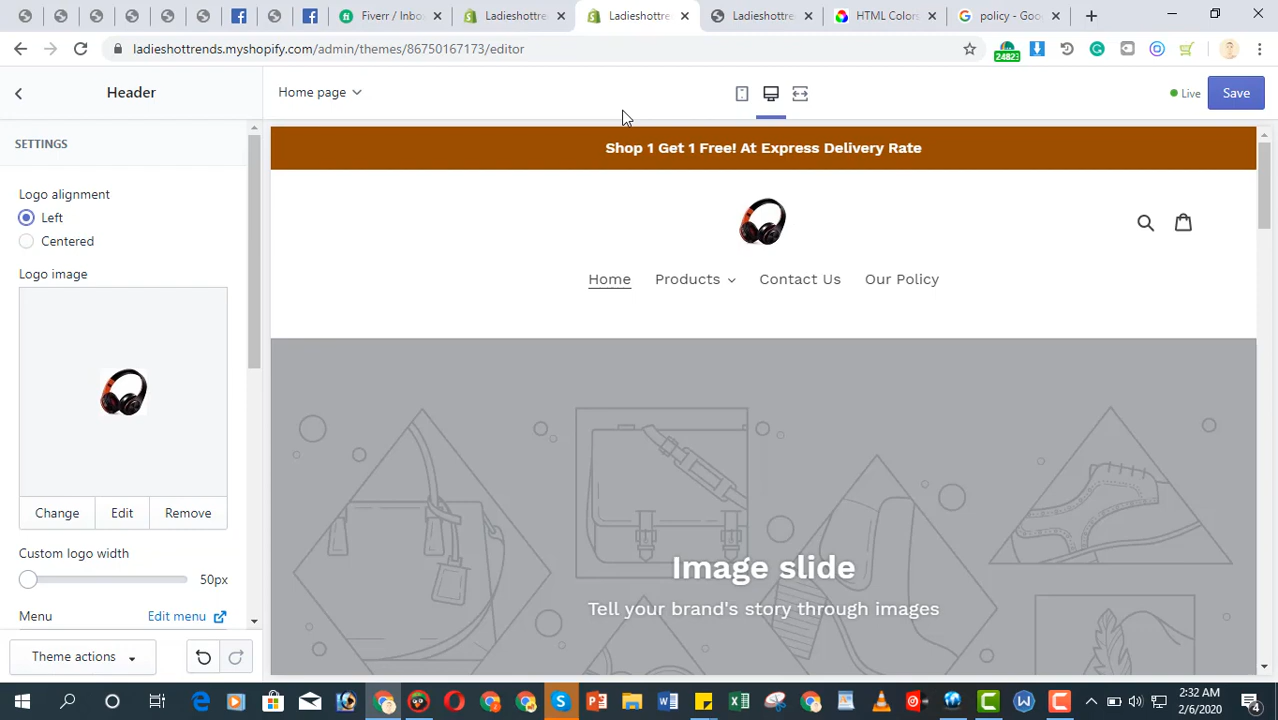 Fiverr / Inbo
Ladieshottre
Ladieshottre
Ladieshottre
HTML Colors
policy - Goo
ladieshottrends.myshopify.com/admin/themes/86750167173/editor
24823
Header
Home page
Live
Save
SETTINGS
Shop 1 Get 1 Free! At Express Delivery Rate
Logo alignment
Left
Centered
Logo image
Home
Products
Contact Us
Our Policy
Change
Edit
Remove
Custom logo width
50px
Image slide
Tell your brand's story through images
Menu
Edit menu
Theme actions
2:32 AM
2/6/2020